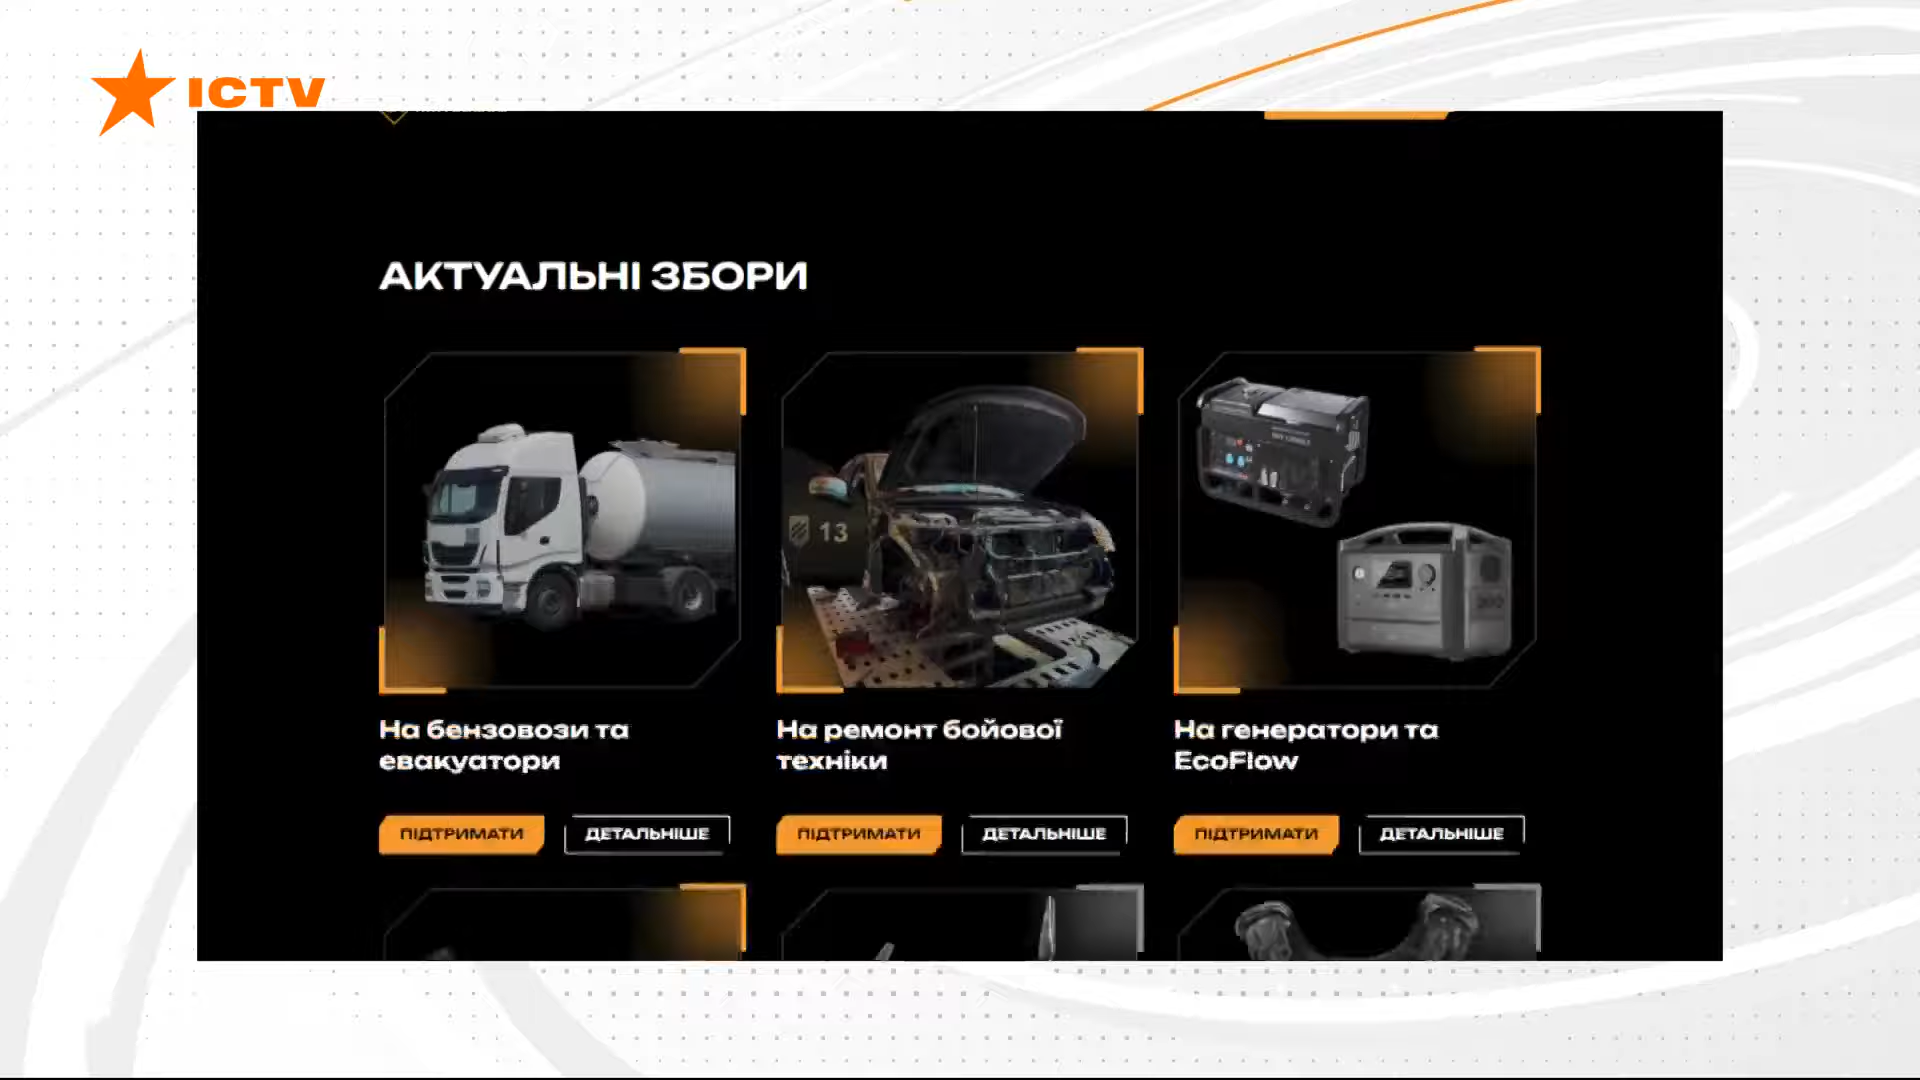 ICTV
АКТУАЛЬНІ ЗБОРИ
13
На бензовози та
евакуатори
На ремонт бойової
техніки
На генератори та
EcoFlow
ПІДТРИМАТИ
ДЕТАЛЬНІШЕ
ПІДТРИМАТИ
ДЕТАЛЬНІШЕ
ПІДТРИМАТИ
ДЕТАЛЬНІШЕ